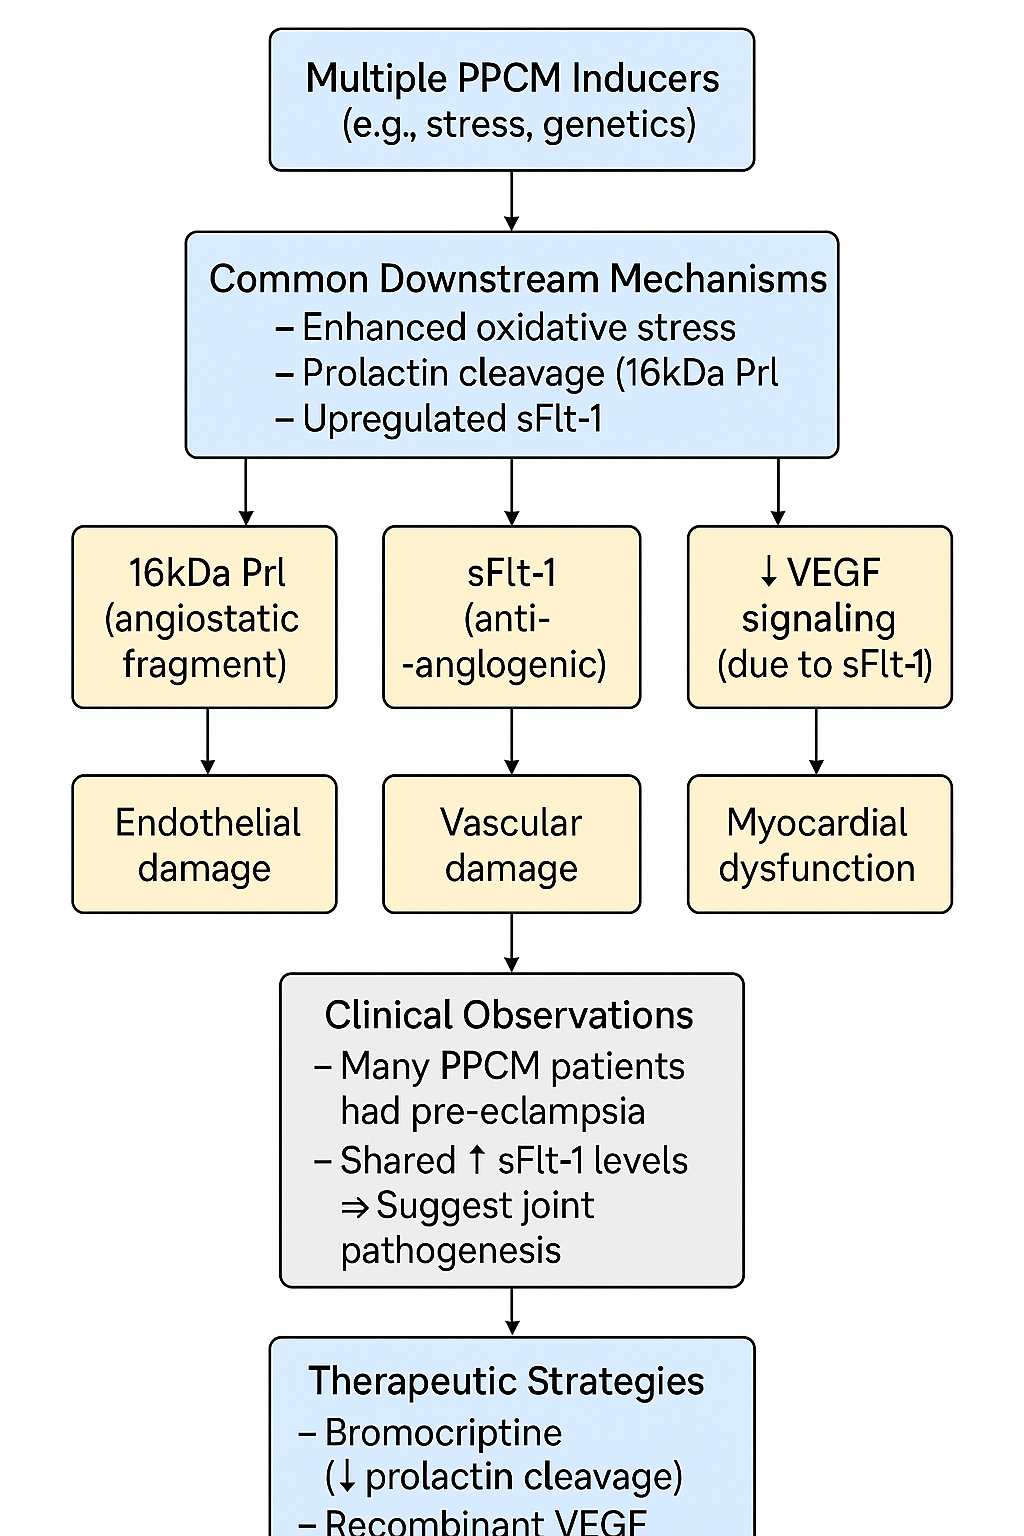 Multiple PPCM Inducers
(e.g., stress, genetics)
Common Downstream Mechanisms
– Enhanced oxidative stress
– Prolactin cleavage (16kDa Prl
– Upregulated sFlt-1
16kDa Prl
(angiostatic
fragment)
sFlt-1
(anti-
-anglogenic)
↓ VEGF
signaling
(due to sFlt-1)
Endothelial
damage
Vascular
damage
Myocardial
dysfunction
Clinical Observations
– Many PPCM patients
had pre-eclampsia
– Shared ↑ sFlt-1 levels
⇒ Suggest joint
pathogenesis
Therapeutic Strategies
– Bromocriptine
(↓ prolactin cleavage)
– Recombinant VEGF